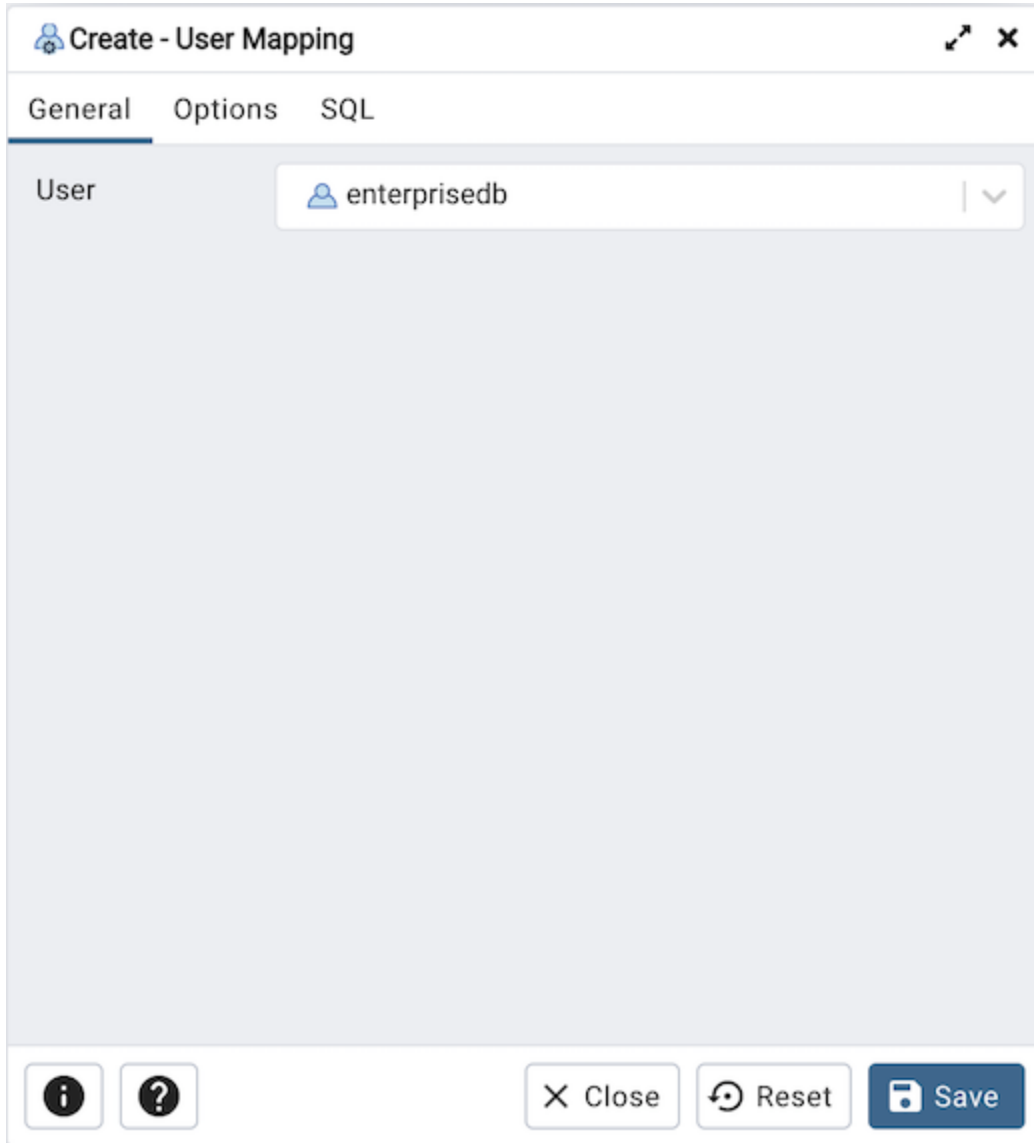 Create - User Mapping
General Options SQL
User enterprisedb
Close Reset Save